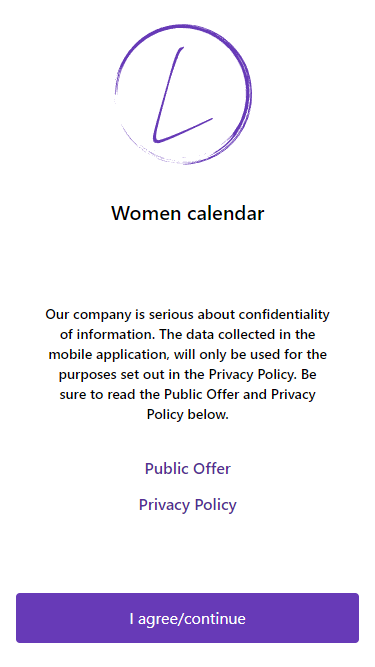 L
Women calendar
Our company is serious about confidentiality
of information. The data collected in the
mobile application, will only be used for the
purposes set out in the Privacy Policy. Be
sure to read the Public Offer and Privacy
Policy below.
Public Offer
Privacy Policy
I agree/continue